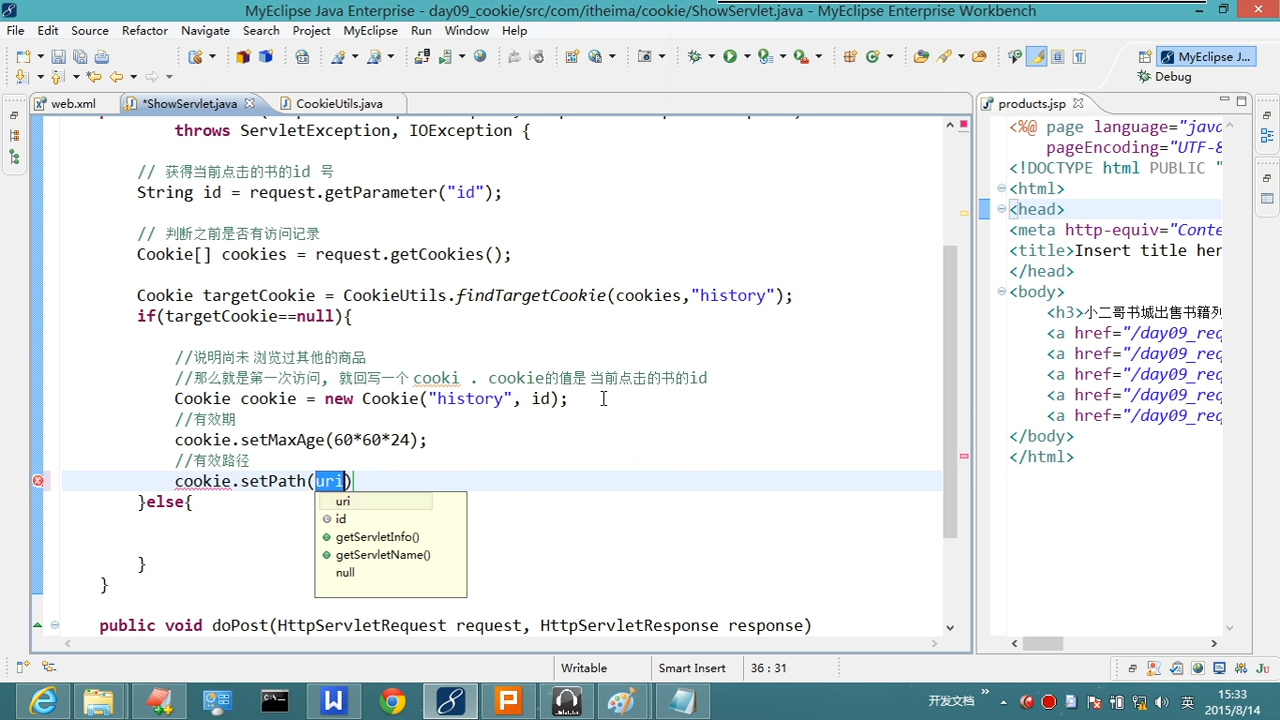 MyEclipse Java Enterprise - day09_cookie/src/com/itheima/cookie/ShowServlet.java - MyEclipse Enterprise Workbench
File Edit Source Refactor Navigate Search Project MyEclipse Run Window Help
MyEclipse J...
Debug
web.xml
*ShowServlet.java
CookieUtils.java
products.jsp
throws ServletException, IOException {
// 获得当前点击的书的id 号
String id = request.getParameter("id");
// 判断之前是否有访问记录
Cookie[] cookies = request.getCookies();
Cookie targetCookie = CookieUtils.findTargetCookie(cookies,"history");
if(targetCookie==null){
//说明尚未 浏览过其他的商品
//那么就是第一次访问, 就回写一个 cooki . cookie的值是 当前点击的书的id
Cookie cookie = new Cookie("history", id);
//有效期
cookie.setMaxAge(60*60*24);
//有效路径
cookie.setPath(uri)
}else{
}
}
public void doPost(HttpServletRequest request, HttpServletResponse response)
uri
id
getServletInfo()
getServletName()
null
<%@ page language="java
pageEncoding="UTF-8
<!DOCTYPE html PUBLIC "
<html>
<head>
<meta http-equiv="Conte
<title>Insert title her
</head>
<body>
<h3>小二哥书城出售书籍列
<a href="/day09_req
<a href="/day09_req
<a href="/day09_req
<a href="/day09_req
<a href="/day09_req
</body>
</html>
Writable
Smart Insert
36 : 31
开发文档
英
15:33
2015/8/14